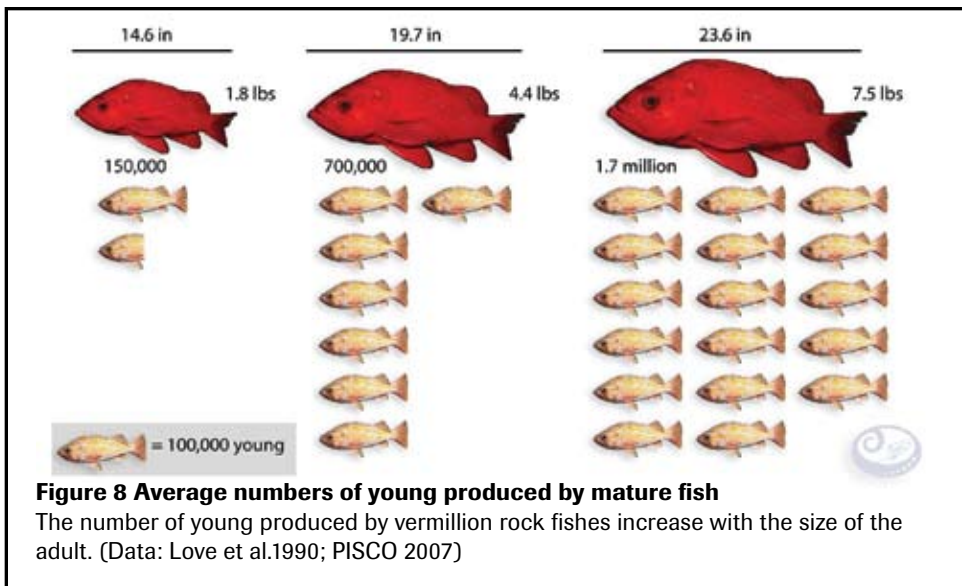 14.6 in 19.7 in 23.6 in
1.8 lbs 4.4 lbs 7.5 lbs
150,000 700,000 1.7 million
= 100,000 young
Figure 8 Average numbers of young produced by mature fish
The number of young produced by vermillion rock fishes increase with the size of the
adult. (Data: Love et al.1990; PISCO 2007)